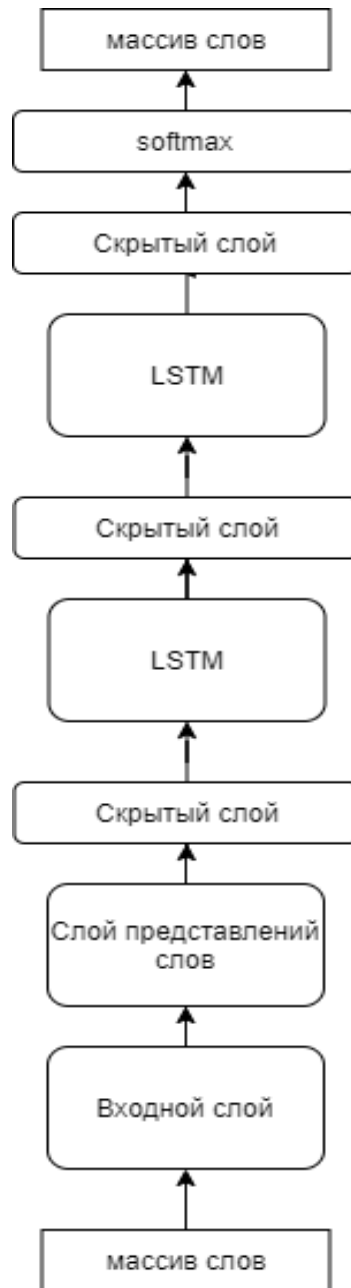 массив слов
softmax
Скрытый слой
LSTM
Скрытый слой
LSTM
Скрытый слой
Слой представлений
слов
Входной слой
массив слов